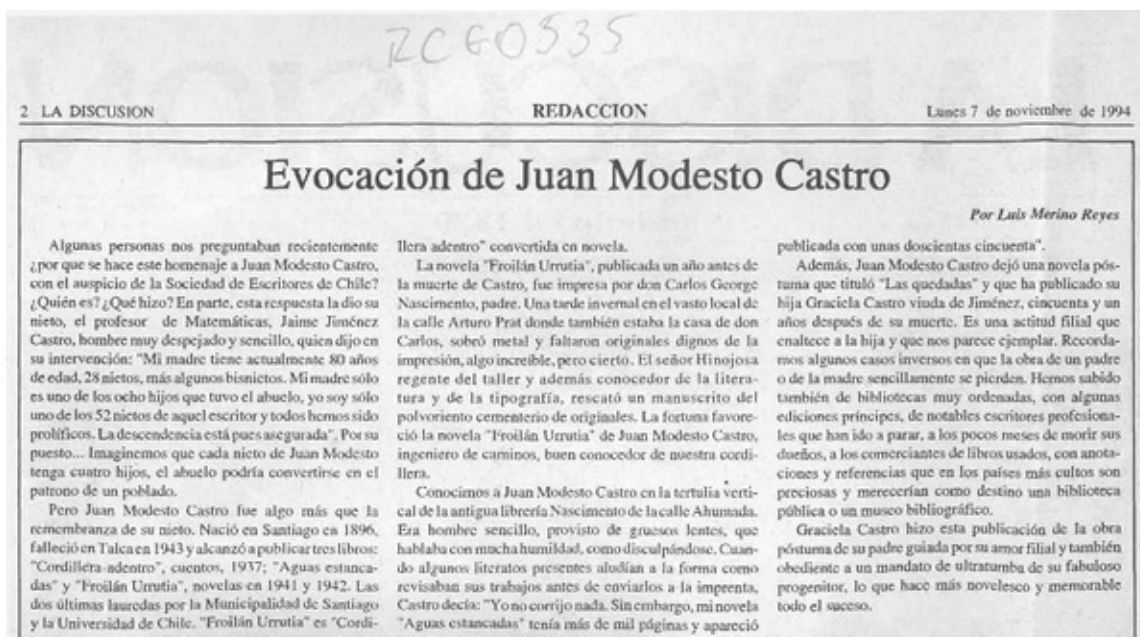 RCG0335
2 LA DISCUSION
REDACCION
Lunes 7 de noviembre de 1994
Evocación de Juan Modesto Castro
Por Luis Merino Reyes
Algunas personas nos preguntaban recientemente
¿por que se hace este homenaje a Juan Modesto Castro,
con el auspicio de la Sociedad de Escritores de Chile?
¿Quién es? ¿Qué hizo? En parte, esta respuesta la dio su
nieto, el profesor de Matemáticas, Jaime Jiménez
Castro, hombre muy despejado y sencillo, quien dijo en
su intervención: "Mi madre tiene actualmente 80 años
de edad, 28 nietos, más algunos bisnietos. Mi madre sólo
es uno de los ocho hijos que tuvo el abuelo, yo soy sólo
uno de los 52 nietos de aquel escritor y todos hemos sido
prolíficos. La descendencia está pues asegurada". Por su
puesto... Imaginemos que cada nieto de Juan Modesto
tenga cuatro hijos, el abuelo podría convertirse en el
patrono de un poblado.
Pero Juan Modesto Castro fue algo más que la
remembranza de su nieto. Nació en Santiago en 1896,
falleció en Talca en 1943 y alcanzó a publicar tres libros:
"Cordillera adentro", cuentos, 1937; "Aguas estanca-
das" y "Froilán Urrutia", novelas en 1941 y 1942. Las
dos últimas lauredas por la Municipalidad de Santiago
y la Universidad de Chile. "Froilán Urrutia" es "Cordi-
llera adentro" convertida en novela.
La novela "Froilán Urrutia", publicada un año antes de
la muerte de Castro, fue impresa por don Carlos George
Nascimento, padre. Una tarde invernal en el vasto local de
la calle Arturo Prat donde también estaba la casa de don
Carlos, sobró metal y faltaron originales dignos de la
impresión, algo increíble, pero cierto. El señor Hinojosa
regente del taller y además conocedor de la litera-
tura y de la tipografía, rescató un manuscrito del
polvoriento cementerio de originales. La fortuna favore-
ció la novela "Froilán Urrutia" de Juan Modesto Castro,
ingeniero de caminos, buen conocedor de nuestra cordi-
llera.
Conocimos a Juan Modesto Castro en la tertulia verti-
cal de la antigua librería Nascimento de la calle Ahumada.
Era hombre sencillo, provisto de gruesos lentes, que
hablaba con mucha humildad, como disculpándose. Cuan-
do algunos literatos presentes aludían a la forma como
revisaban sus trabajos antes de enviarlos a la imprenta,
Castro decía: "Yo no corrijo nada. Sin embargo, mi novela
"Aguas estancadas" tenía más de mil páginas y apareció
publicada con unas doscientas cincuenta".
Además, Juan Modesto Castro dejó una novela pós-
tuma que tituló "Las quedadas" y que ha publicado su
hija Graciela Castro viuda de Jiménez, cincuenta y un
años después de su muerte. Es una actitud filial que
enaltece a la hija y que nos parece ejemplar. Recorda-
mos algunos casos inversos en que la obra de un padre
o de la madre sencillamente se pierden. Hemos sabido
también de bibliotecas muy ordenadas, con algunas
ediciones príncipes, de notables escritores profesiona-
les que han ido a parar, a los pocos meses de morir sus
dueños, a los comerciantes de libros usados, con anota-
ciones y referencias que en los países más cultos son
preciosas y merecerían como destino una biblioteca
pública o un museo bibliográfico.
Graciela Castro hizo esta publicación de la obra
póstuma de su padre guiada por su amor filial y también
obediente a un mandato de ultratumba de su fabuloso
progenitor, lo que hace más novelesco y memorable
todo el suceso.